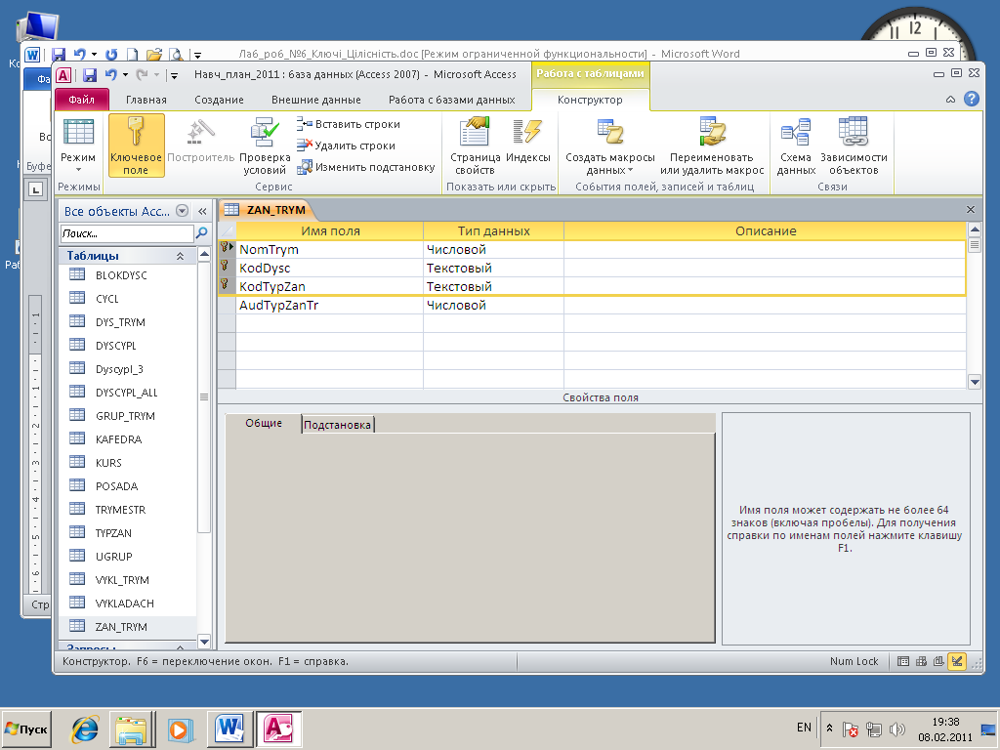 Ла6_ро6_№6_Ключі_Цілісність.doc [Режим ограниченной функциональности] - Microsoft Word
Навч_план_2011 : база данных (Access 2007) - Microsoft Access
Работа с таблицами
Фа
Файл
Главная
Создание
Внешние данные
Работа с базами данных
Конструктор
Вс
Буфе
Режим
Ключевое поле
Построитель
Проверка условий
Вставить строки
Удалить строки
Изменить подстановку
Страница свойств
Индексы
Создать макросы данных
Переименовать или удалить макрос
Схема данных
Зависимости объектов
Режимы
Сервис
Показать или скрыть
События полей, записей и таблиц
Связи
Все объекты Acc...
Поиск...
Таблицы
BLOKDYSC
CYCL
DYS_TRYM
DYSCYPL
Dyscypl_3
DYSCYPL_ALL
GRUP_TRYM
KAFEDRA
KURS
POSADA
TRYMESTR
TYPZAN
UGRUP
VYKL_TRYM
VYKLADACH
ZAN_TRYM
Запросы
ZAN_TRYM
Имя поля Тип данных Описание
NomTrym Числовой
KodDysc Текстовый
KodTypZan Текстовый
AudTypZanTr Числовой
Свойства поля
Общие
Подстановка
Имя поля может содержать не более 64
знаков (включая пробелы). Для получения
справки по именам полей нажмите клавишу
F1.
Стр
Конструктор. F6 = переключение окон. F1 = справка.
Num Lock
Пуск
EN
19:38
08.02.2011